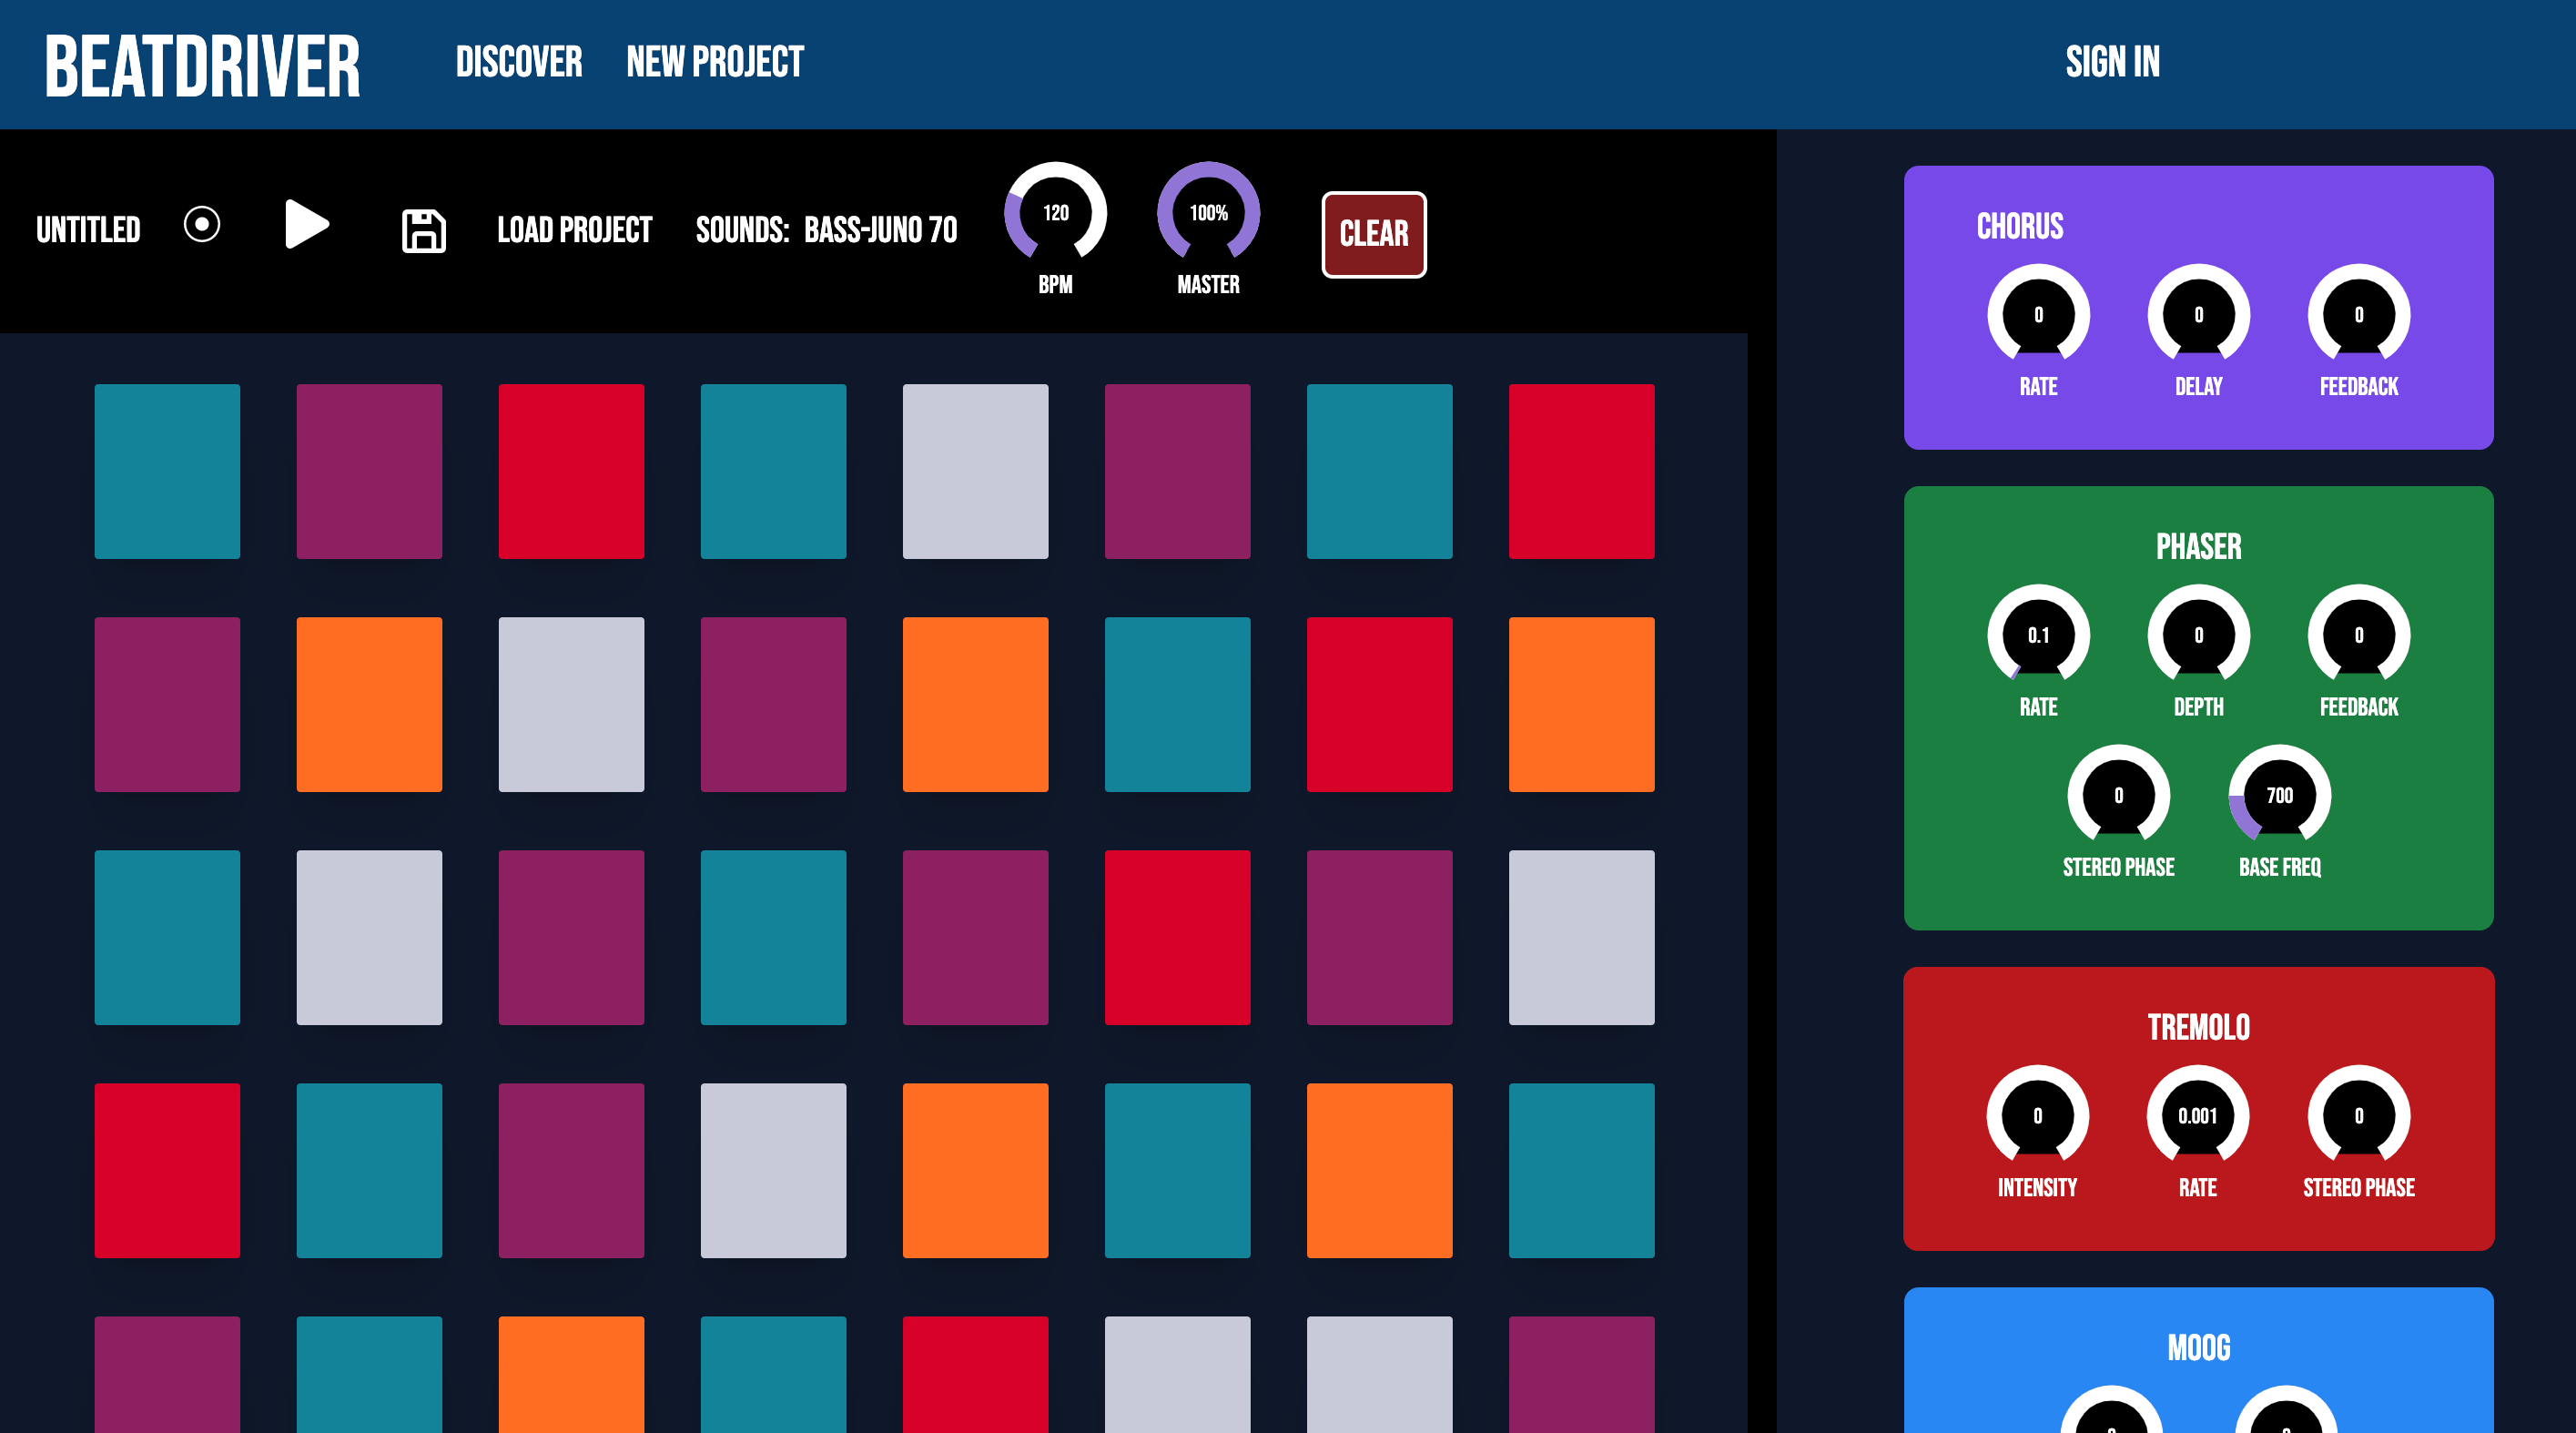 BEATDRIVER
DISCOVER
NEW PROJECT
SIGN IN
UNTITLED
LOAD PROJECT
SOUNDS: BASS-JUNO 70
120
BPM
100%
MASTER
CLEAR
CHORUS
0
0
0
RATE
DELAY
FEEDBACK
PHASER
0.1
0
0
RATE
DEPTH
FEEDBACK
0
700
STEREO PHASE
BASE FREQ
TREMOLO
0
0.001
0
INTENSITY
RATE
STEREO PHASE
MOOG